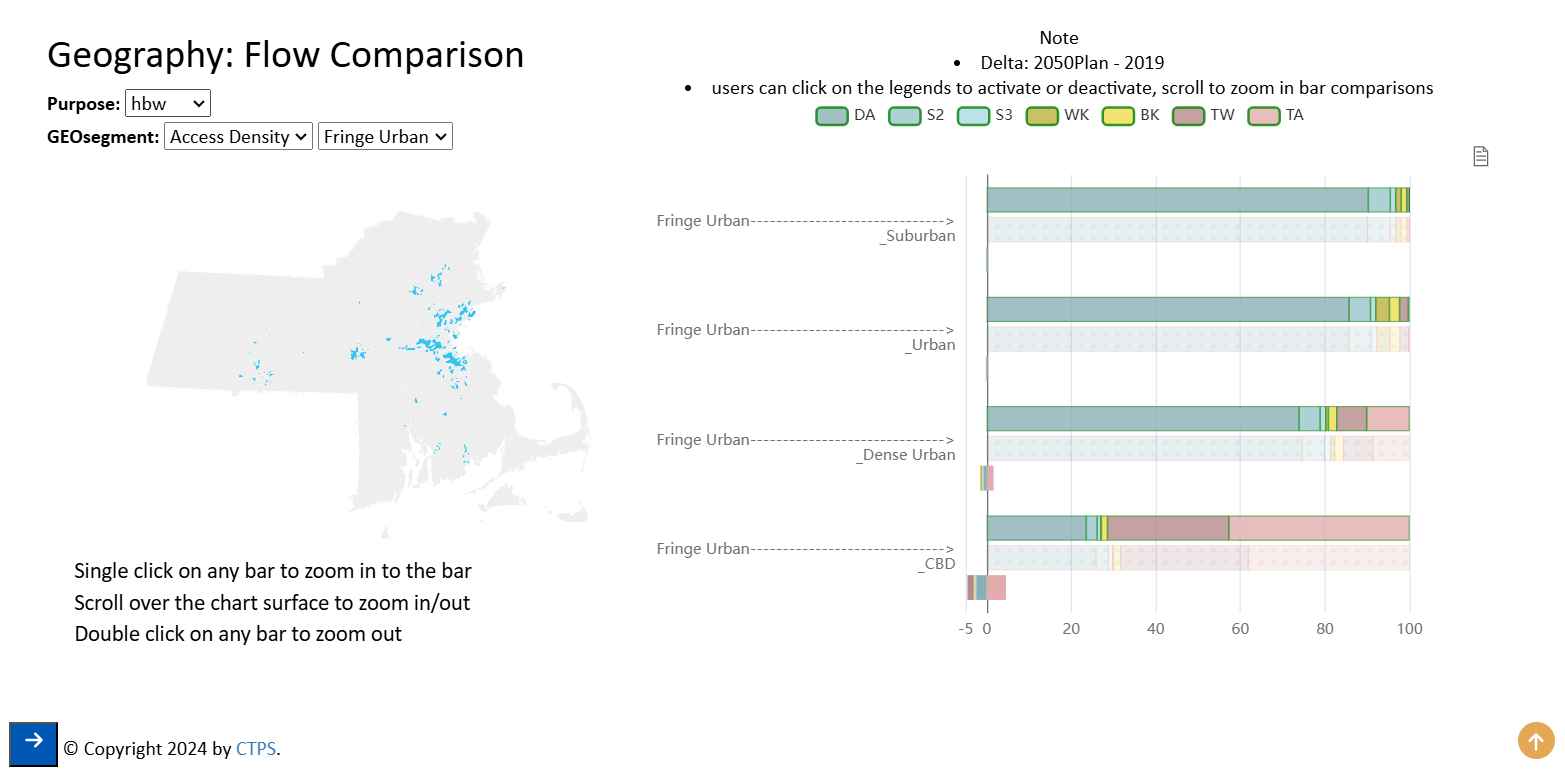 Geography: Flow Comparison
Purpose: hbw
GEOsegment: Access Density Fringe Urban
Single click on any bar to zoom in to the bar
Scroll over the chart surface to zoom in/out
Double click on any bar to zoom out
Note
• Delta: 2050Plan - 2019
• users can click on the legends to activate or deactivate, scroll to zoom in bar comparisons
DA S2 S3 WK BK TW TA
Fringe Urban------------------------------>
_Suburban
Fringe Urban------------------------------>
_Urban
Fringe Urban------------------------------>
_Dense Urban
Fringe Urban------------------------------>
_CBD
-5 0 20 40 60 80 100
© Copyright 2024 by CTPS.